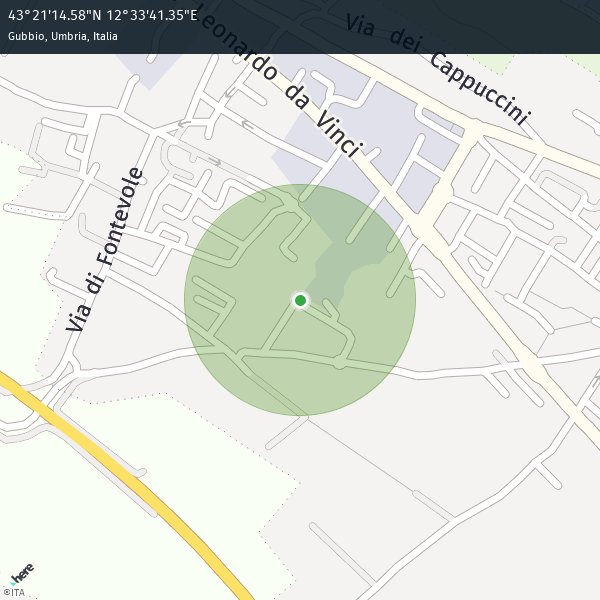 43°21'14.58"N 12°33'41.35"E
Gubbio, Umbria, Italia
Leonardo da Vinci
Via dei Cappuccini
Via di Fontevole
here
©ITA